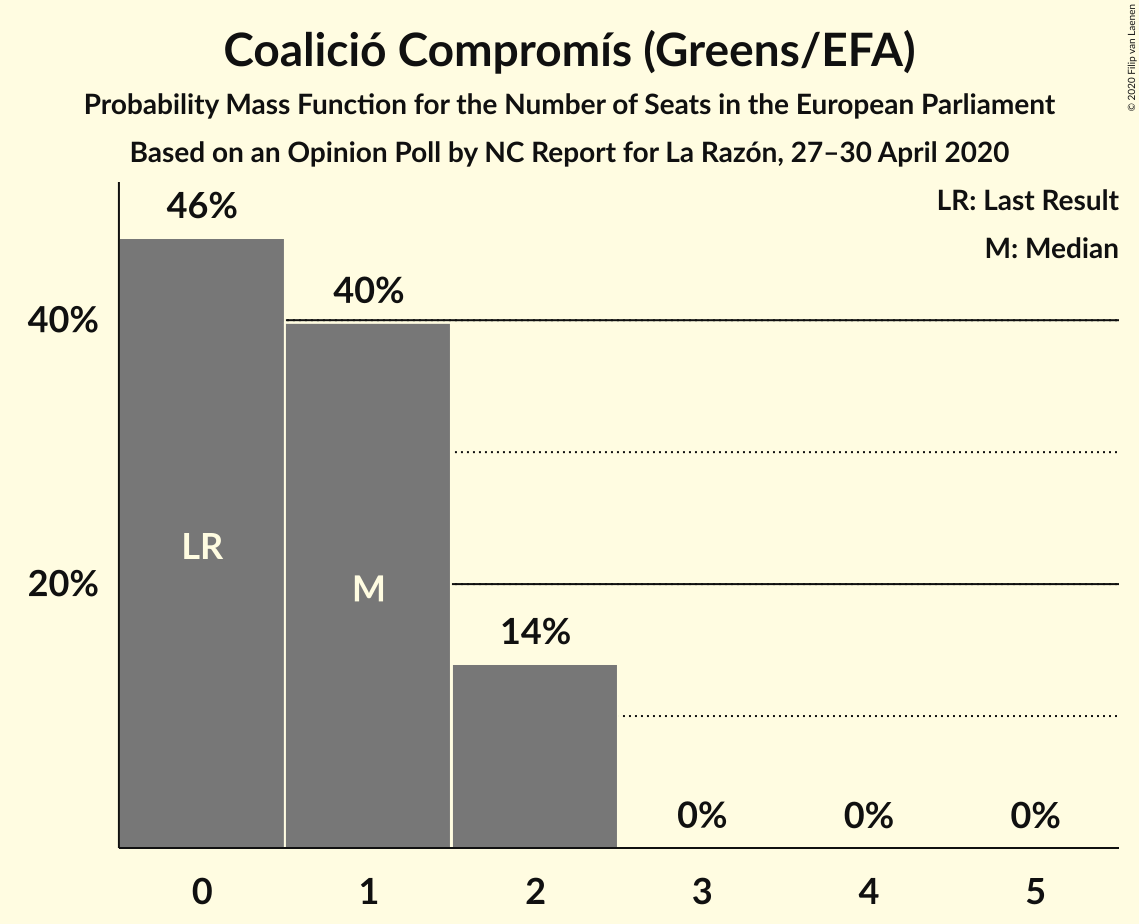 Coalició Compromís (Greens/EFA)
Probability Mass Function for the Number of Seats in the European Parliament
Based on an Opinion Poll by NC Report for La Razón, 27–30 April 2020
© 2020 Filip van Laenen
LR: Last Result
M: Median
46%
40%
40%
LR
M
20%
14%
0%
0%
0%
0
1
2
3
4
5